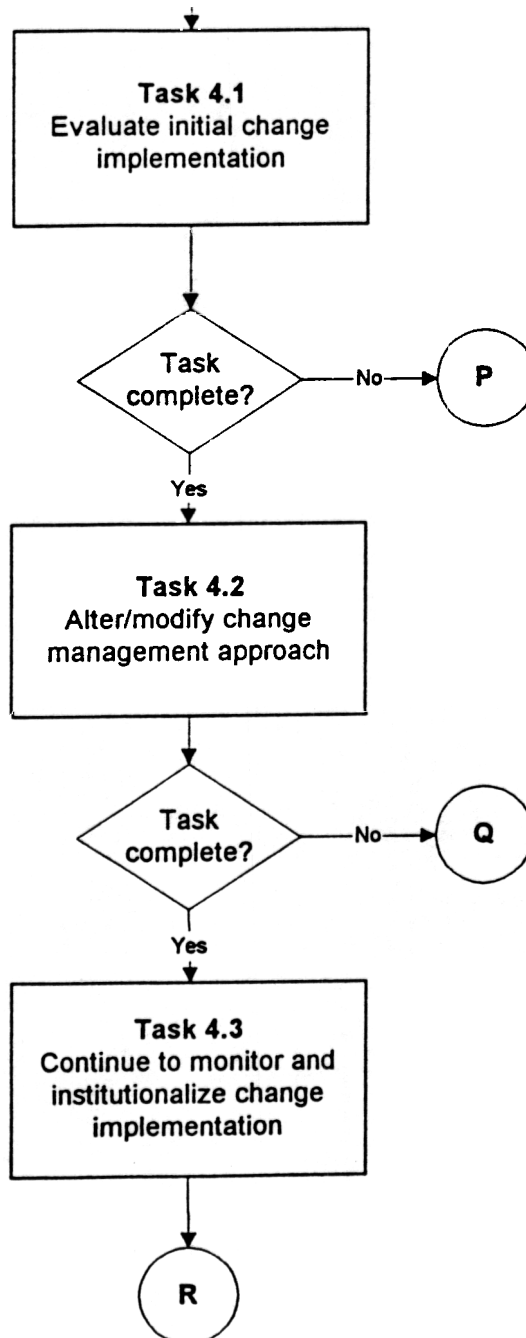 Task 4.1
Evaluate initial change
implementation
Task
complete?
No
P
Yes
Task 4.2
Alter/modify change
management approach
Task
complete?
No
Q
Yes
Task 4.3
Continue to monitor and
institutionalize change
implementation
R